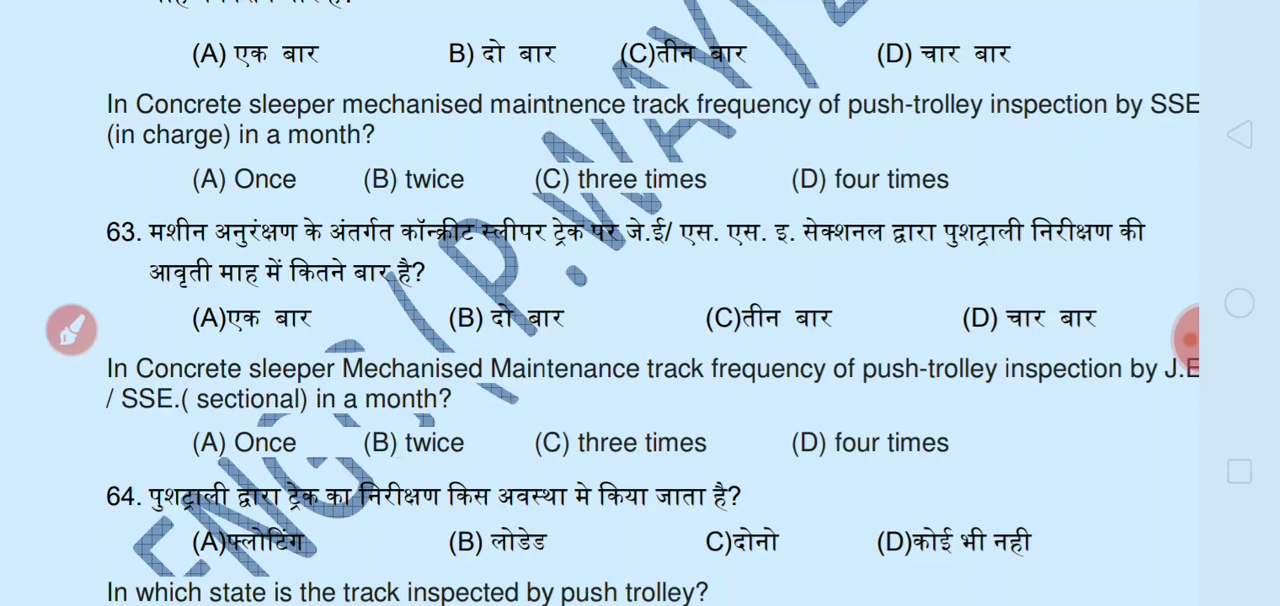 (A) एक बार B) दो बार (C)तीन बार (D) चार बार
In Concrete sleeper mechanised maintnence track frequency of push-trolley inspection by SSE
(in charge) in a month?
(A) Once (B) twice (C) three times (D) four times
63. मशीन अनुरंक्षण के अंतर्गत कॉन्क्रीट स्लीपर ट्रेक पर जे.ई/ एस. एस. इ. सेक्शनल द्वारा पुशट्राली निरीक्षण की
आवृती माह में कितने बार है?
(A)एक बार (B) दो बार (C)तीन बार (D) चार बार
In Concrete sleeper Mechanised Maintenance track frequency of push-trolley inspection by J.E
/ SSE.( sectional) in a month?
(A) Once (B) twice (C) three times (D) four times
64. पुशट्राली द्वारा ट्रेक का निरीक्षण किस अवस्था मे किया जाता है?
(A)फ्लोटिंग (B) लोडेड C)दोनो (D)कोई भी नही
In which state is the track inspected by push trolley?
ENGG ( P.WAY)